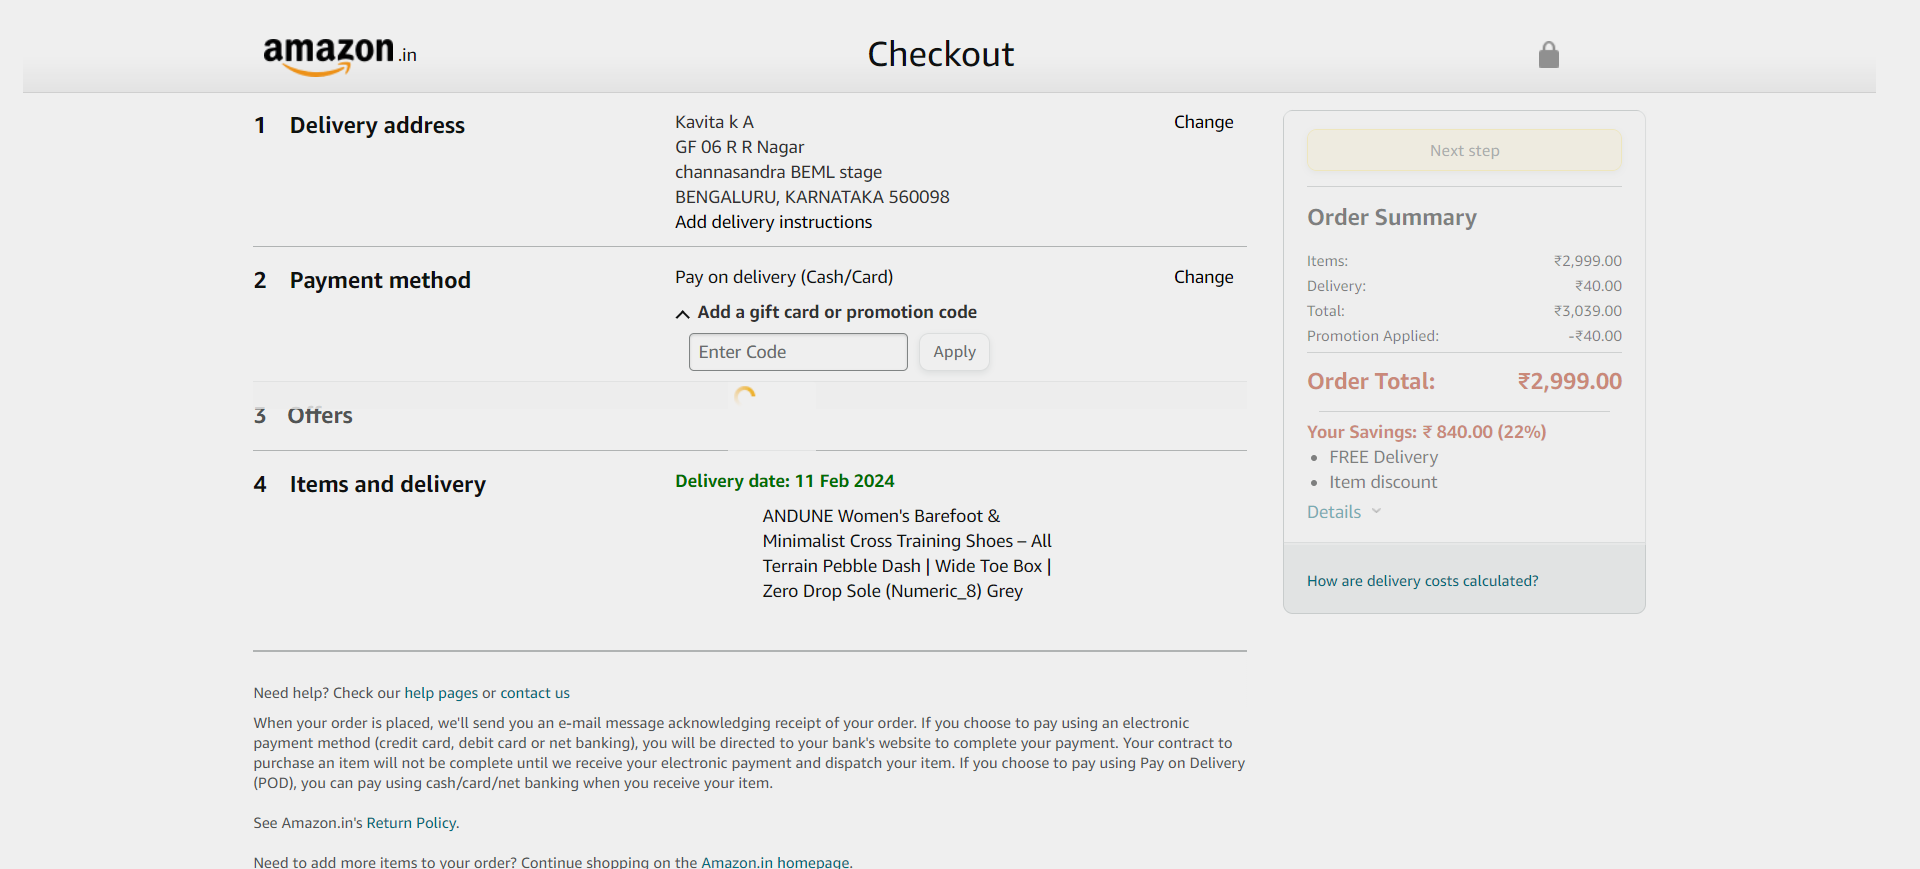 amazon.in
Checkout
1 Delivery address
Kavita k A
Change
GF 06 R R Nagar
channasandra BEML stage
BENGALURU, KARNATAKA 560098
Add delivery instructions
2 Payment method
Pay on delivery (Cash/Card)
Change
Add a gift card or promotion code
Enter Code
Apply
3 Offers
4 Items and delivery
Delivery date: 11 Feb 2024
ANDUNE Women's Barefoot &
Minimalist Cross Training Shoes – All
Terrain Pebble Dash | Wide Toe Box |
Zero Drop Sole (Numeric_8) Grey
Next step
Order Summary
Items: ₹2,999.00
Delivery: ₹40.00
Total: ₹3,039.00
Promotion Applied: -₹40.00
Order Total: ₹2,999.00
Your Savings: ₹ 840.00 (22%)
• FREE Delivery
• Item discount
Details
How are delivery costs calculated?
Need help? Check our help pages or contact us
When your order is placed, we'll send you an e-mail message acknowledging receipt of your order. If you choose to pay using an electronic
payment method (credit card, debit card or net banking), you will be directed to your bank's website to complete your payment. Your contract to
purchase an item will not be complete until we receive your electronic payment and dispatch your item. If you choose to pay using Pay on Delivery
(POD), you can pay using cash/card/net banking when you receive your item.
See Amazon.in's Return Policy.
Need to add more items to your order? Continue shopping on the Amazon.in homepage.